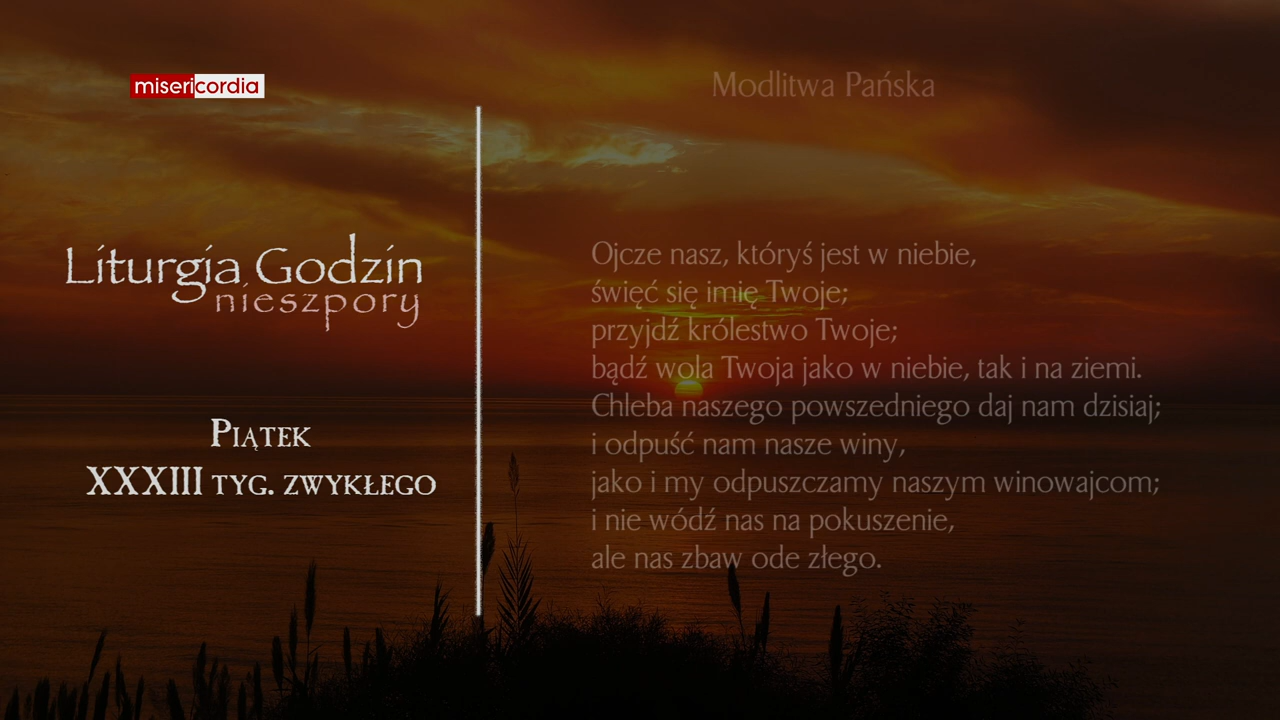 misericordia
Modlitwa Pańska
Liturgia Godzin
nieszpory
Piątek
XXXIII tyg. zwykłego
Ojcze nasz, któryś jest w niebie,
święć się imię Twoje;
przyjdź królestwo Twoje;
bądź wola Twoja jako w niebie, tak i na ziemi.
Chleba naszego powszedniego daj nam dzisiaj;
i odpuść nam nasze winy,
jako i my odpuszczamy naszym winowajcom;
i nie wódź nas na pokuszenie,
ale nas zbaw ode złego.